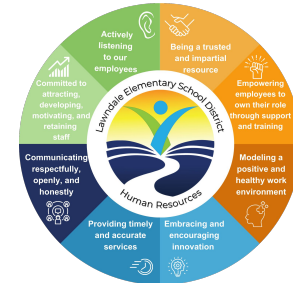 Actively
listening
to our
employees
Being a trusted
and impartial
resource
Empowering
employees to
own their role
through support
and training
Modeling a
positive and
healthy work
environment
Embracing and
encouraging
innovation
Providing timely
and accurate
services
Communicating
respectfully,
openly, and
honestly
Committed to
attracting,
developing,
motivating, and
retaining
staff
Lawndale Elementary School District
Human Resources